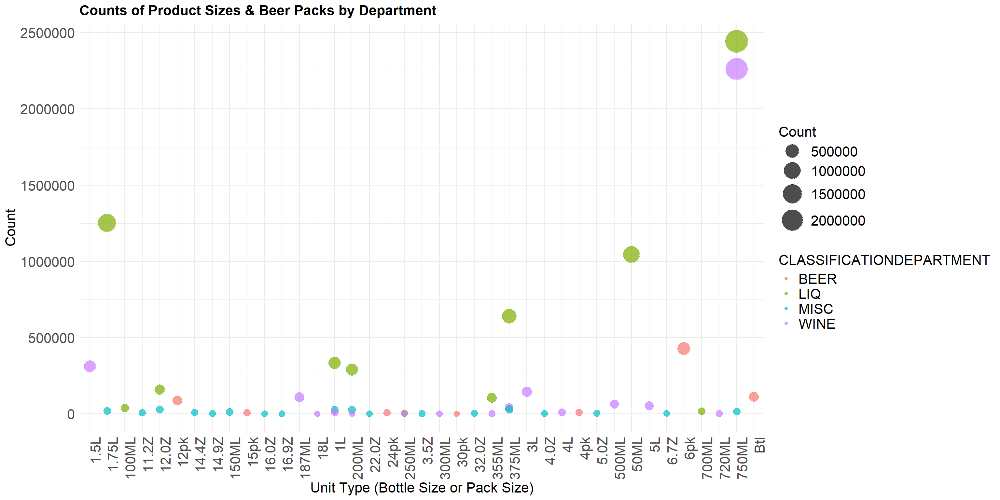 Counts of Product Sizes & Beer Packs by Department
2500000
2000000
1500000
1000000
500000
0
Count
1.5L
1.75L
100ML
11.2Z
12.0Z
12pk
14.4Z
14.9Z
150ML
15pk
16.0Z
16.9Z
187ML
18L
1L
200ML
22.0Z
24pk
250ML
3.5Z
300ML
30pk
32.0Z
355ML
375ML
3L
4.0Z
4L
4pk
5.0Z
500ML
50ML
5L
6.7Z
6pk
700ML
720ML
750ML
Btl
Unit Type (Bottle Size or Pack Size)
Count
500000
1000000
1500000
2000000
CLASSIFICATIONDEPARTMENT
BEER
LIQ
MISC
WINE